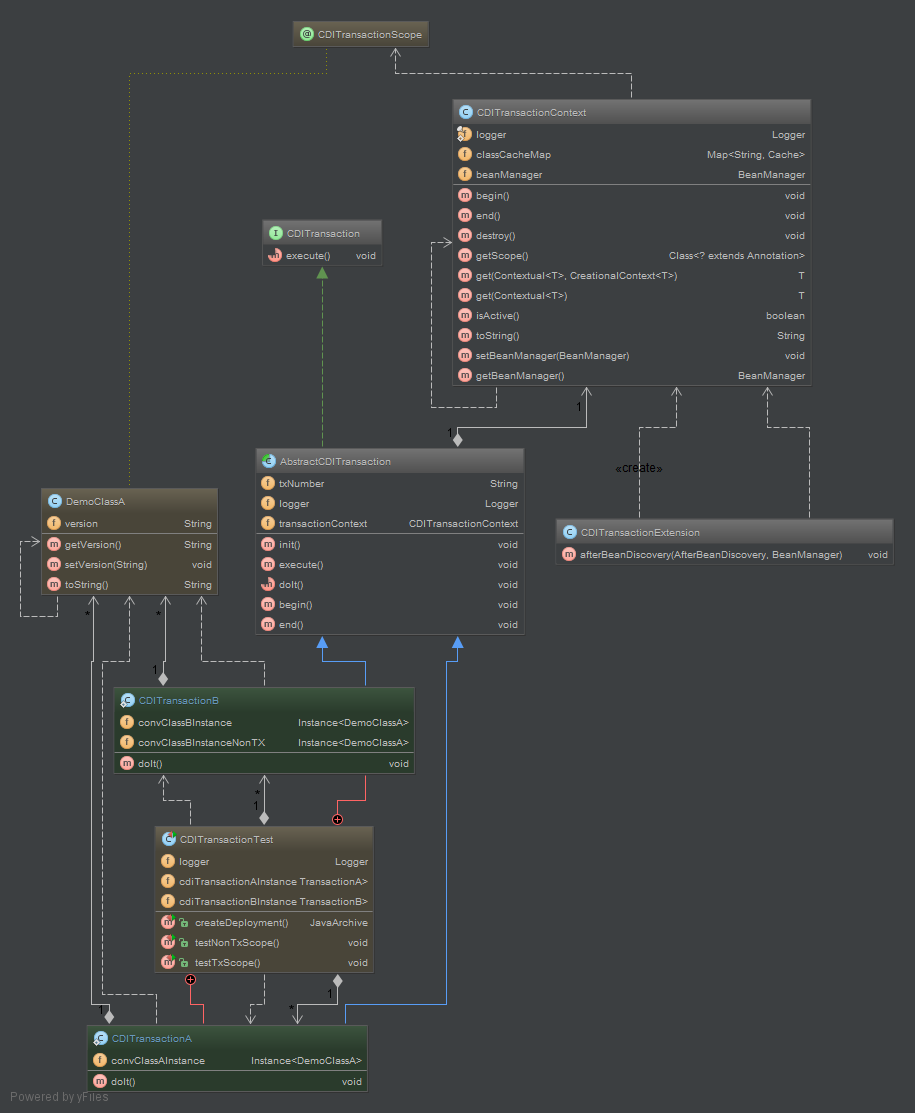 CDITransactionScope
CDITransactionContext
logger Logger
classCacheMap Map<String, Cache>
beanManager BeanManager
begin() void
end() void
destroy() void
getScope() Class<? extends Annotation>
get(Contextual<T>, CreationalContext<T>) T
get(Contextual<T>) T
isActive() boolean
toString() String
setBeanManager(BeanManager) void
getBeanManager() BeanManager
CDITransaction
execute() void
1
1
«create»
AbstractCDITransaction
txNumber String
logger Logger
transactionContext CDITransactionContext
init() void
execute() void
doIt() void
begin() void
end() void
CDITransactionExtension
afterBeanDiscovery(AfterBeanDiscovery, BeanManager) void
DemoClassA
version String
getVersion() String
setVersion(String) void
toString() String
*
*
1
CDITransactionB
convClassBInstance Instance<DemoClassA>
convClassBInstanceNonTX Instance<DemoClassA>
doIt() void
*
1
CDITransactionTest
logger Logger
cdiTransactionAInstance TransactionA>
cdiTransactionBInstance TransactionB>
createDeployment() JavaArchive
testNonTxScope() void
testTxScope() void
1
*
1
CDITransactionA
convClassAInstance Instance<DemoClassA>
doIt() void
Powered by yFiles